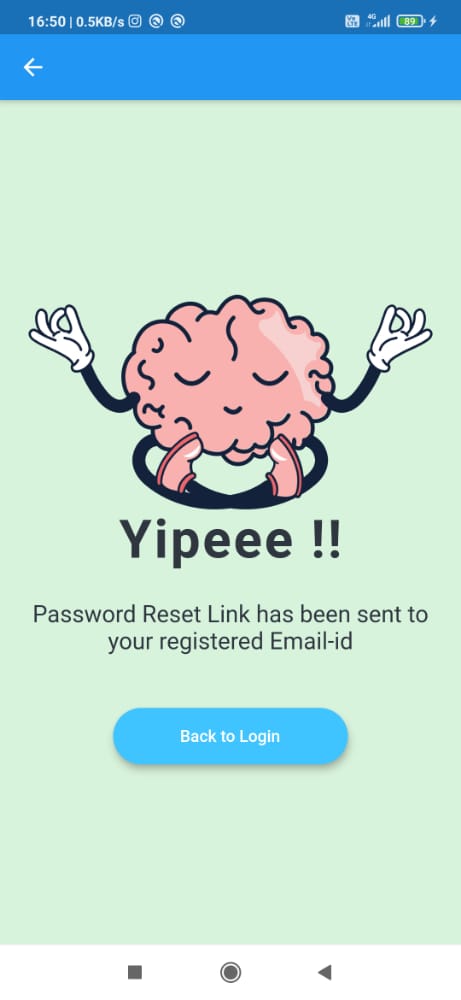 16:50 | 0.5KB/s
4G
89
Yipeee !!
Password Reset Link has been sent to
your registered Email-id
Back to Login